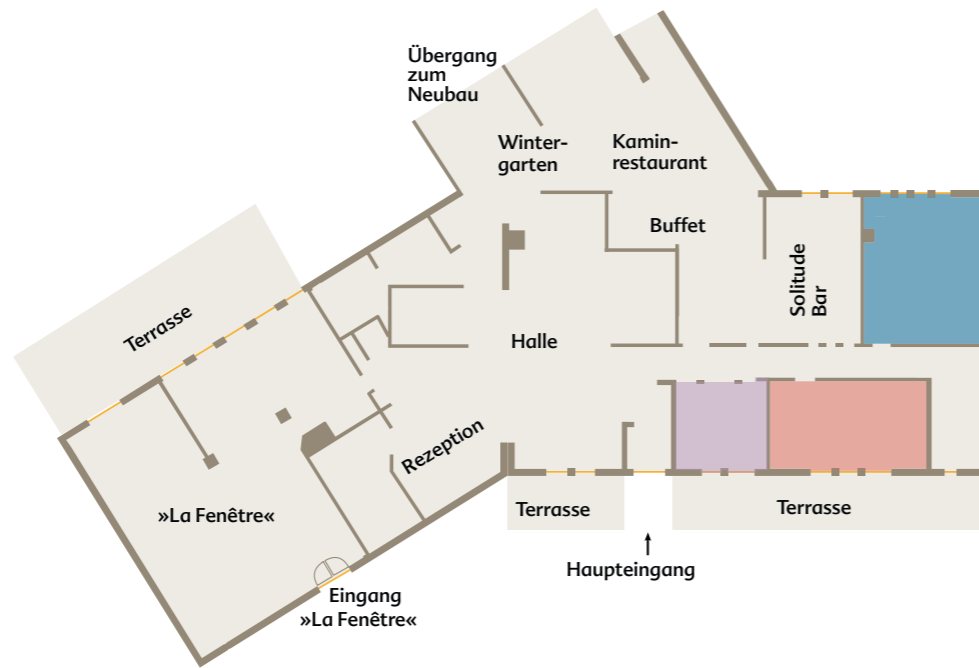 Übergang
zum
Neubau
Winter-
garten
Kamin-
restaurant
Buffet
Solitude
Bar
Terrasse
Halle
Rezeption
»La Fenêtre«
Terrasse
Terrasse
Haupteingang
Eingang
»La Fenêtre«